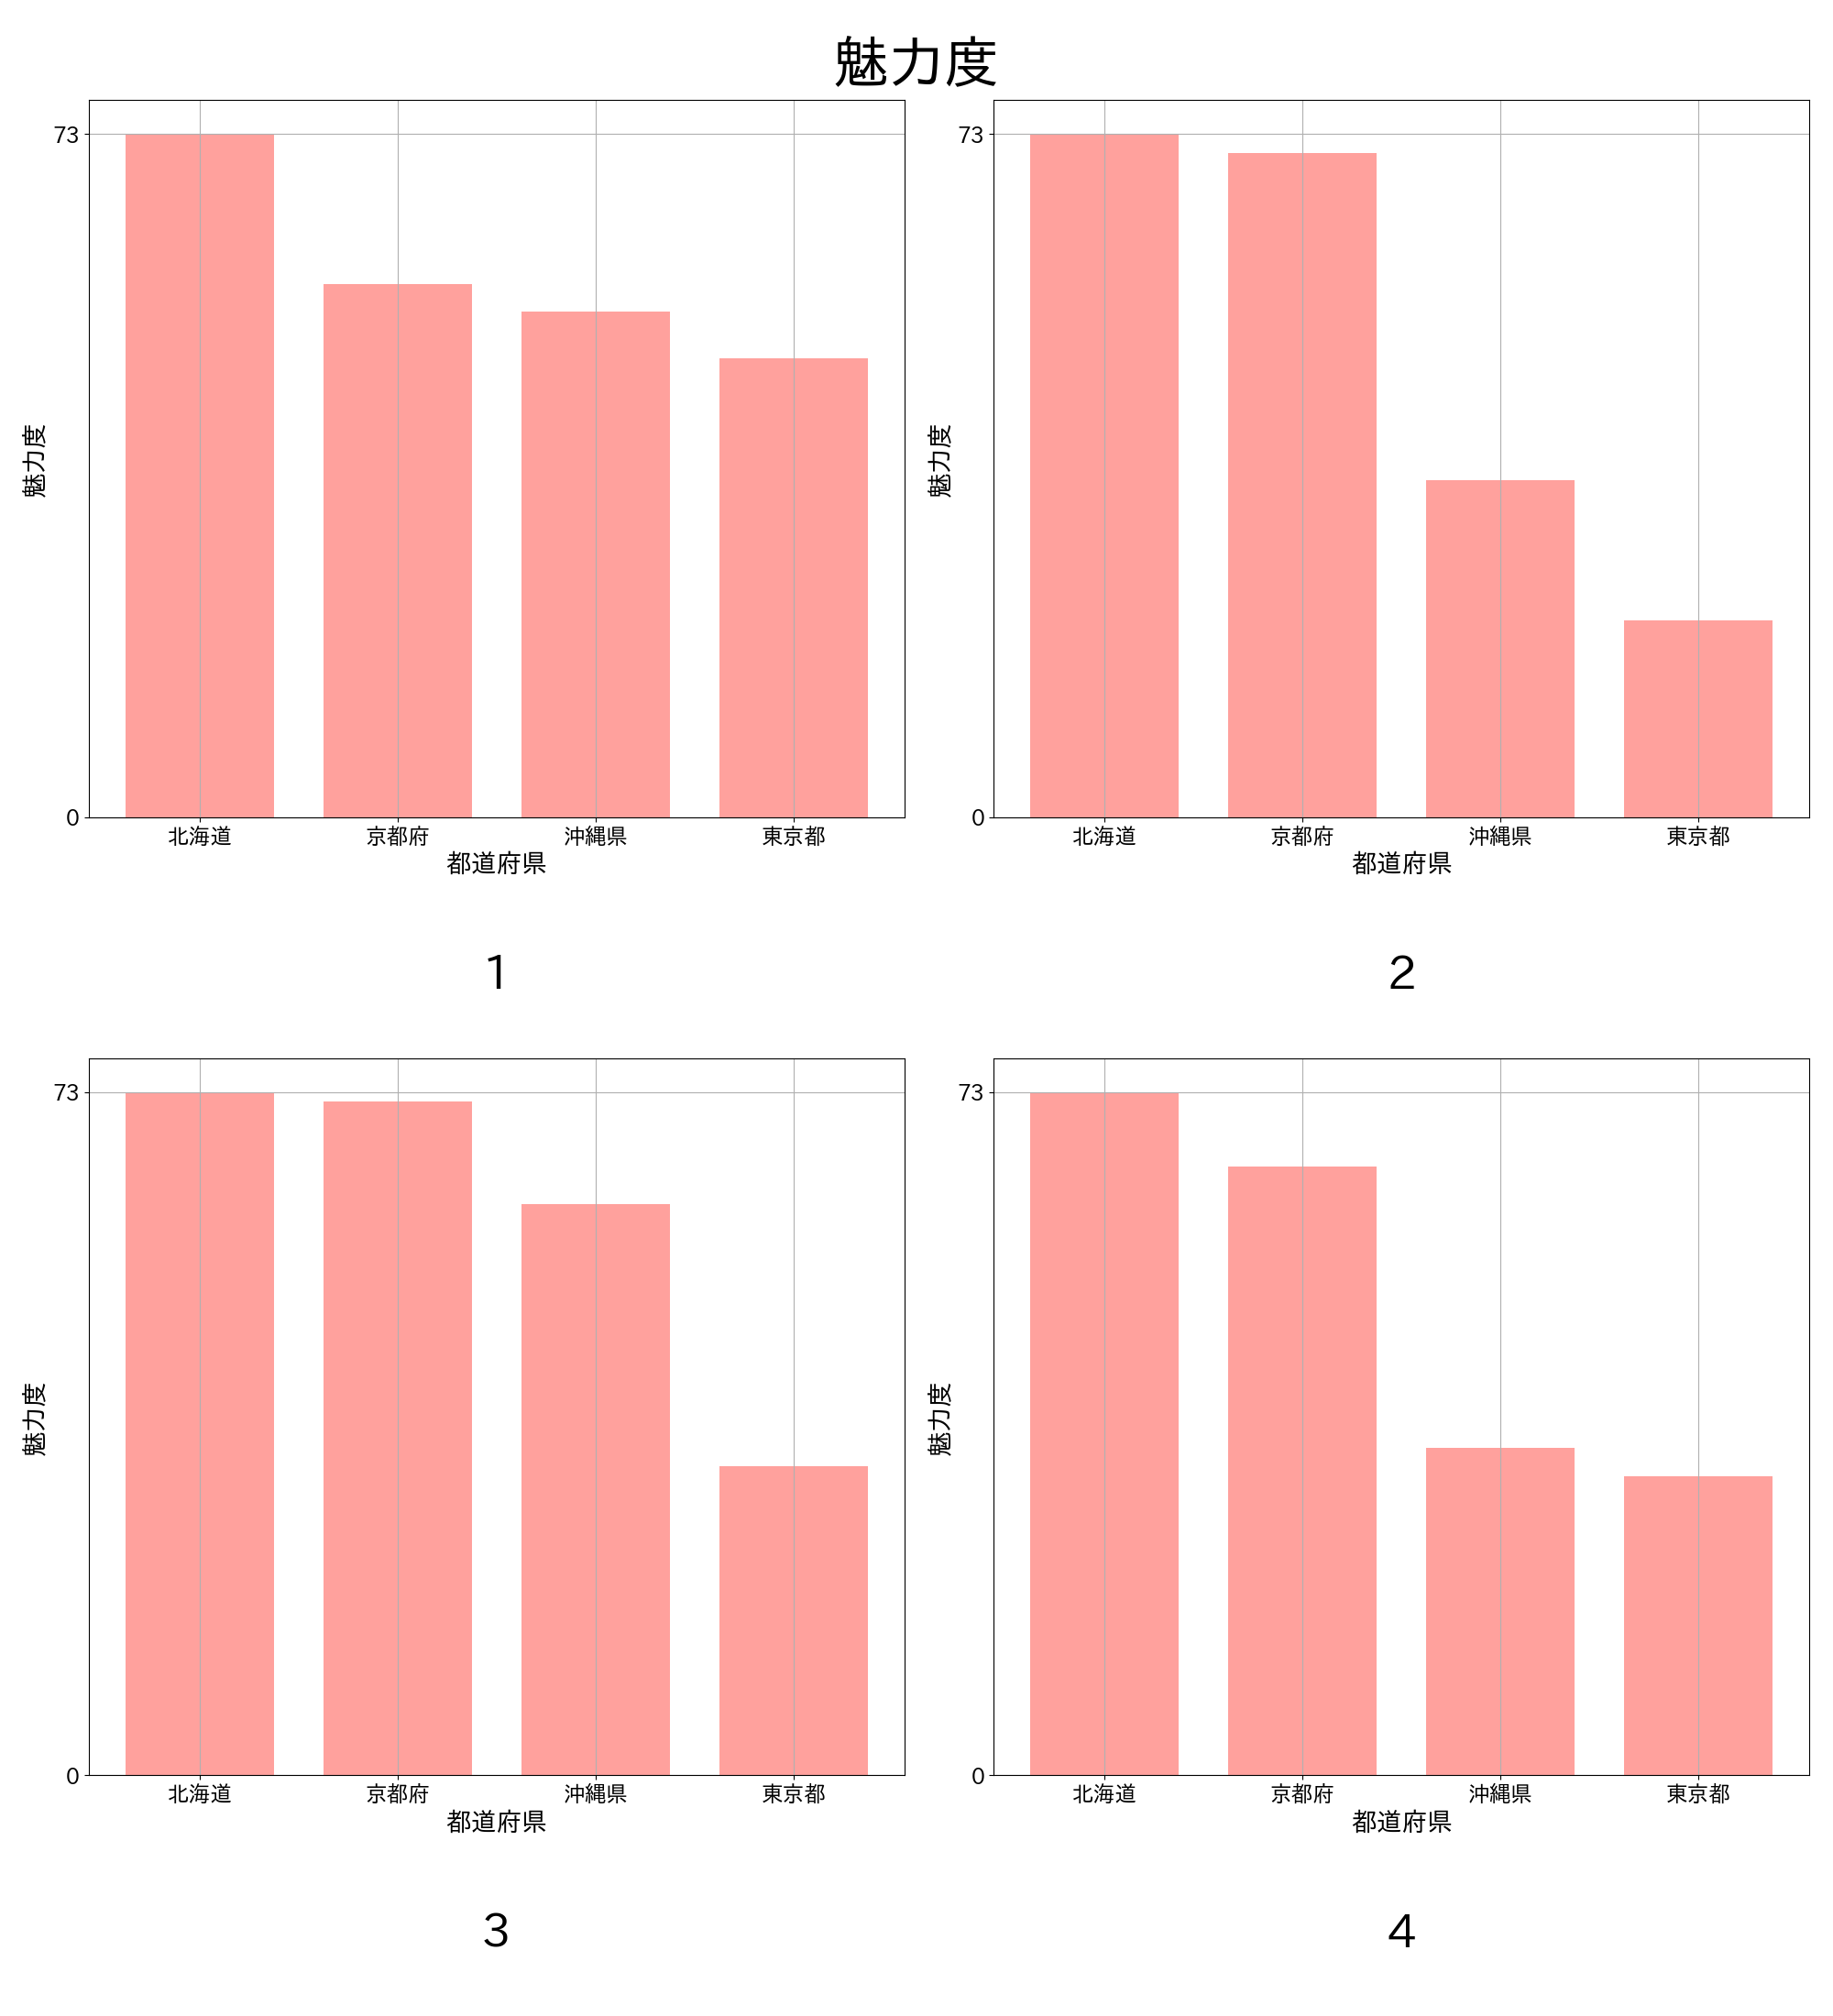 魅力度
73
0
魅力度
北海道 京都府 沖縄県 東京都
都道府県
1
73
0
魅力度
北海道 京都府 沖縄県 東京都
都道府県
2
73
0
魅力度
北海道 京都府 沖縄県 東京都
都道府県
3
73
0
魅力度
北海道 京都府 沖縄県 東京都
都道府県
4